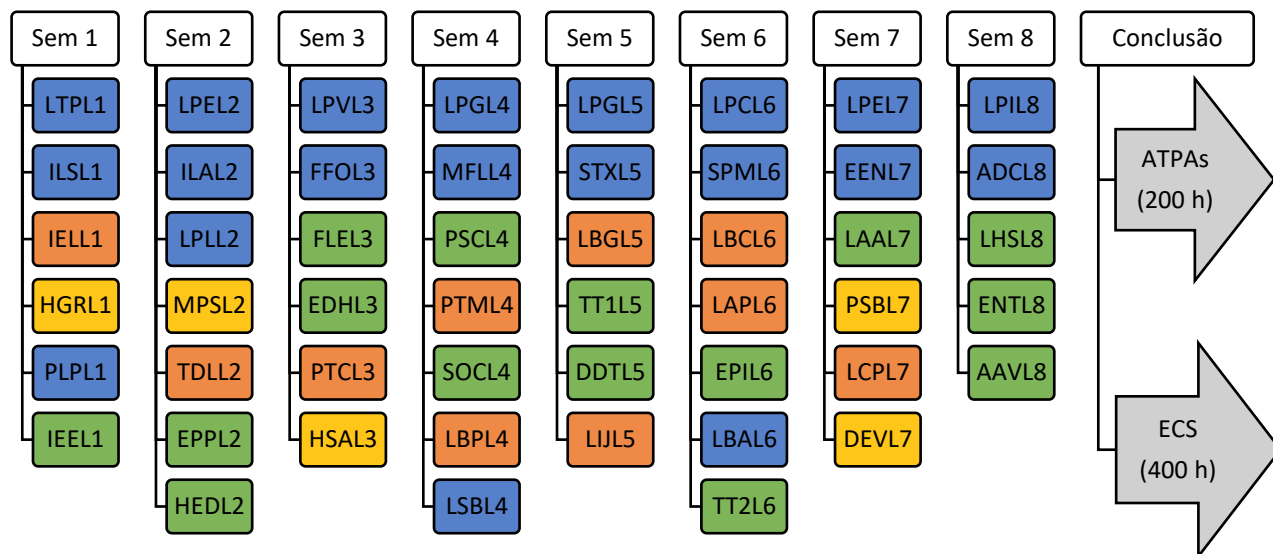 Sem 1
LTPL1
ILSL1
IELL1
HGRL1
PLPL1
IEEL1
Sem 2
LPEL2
ILAL2
LPLL2
MPSL2
TDLL2
EPPL2
HEDL2
Sem 3
LPVL3
FFOL3
FLEL3
EDHL3
PTCL3
HSAL3
Sem 4
LPGL4
MFLL4
PSCL4
PTML4
SOCL4
LBPL4
LSBL4
Sem 5
LPGL5
STXL5
LBGL5
TT1L5
DDTL5
LIJL5
Sem 6
LPCL6
SPML6
LBCL6
LAPL6
EPIL6
LBAL6
TT2L6
Sem 7
LPEL7
EENL7
LAAL7
PSBL7
LCPL7
DEVL7
Sem 8
LPIL8
ADCL8
LHSL8
ENTL8
AAVL8
Conclusão
ATPAs
(200 h)
ECS
(400 h)